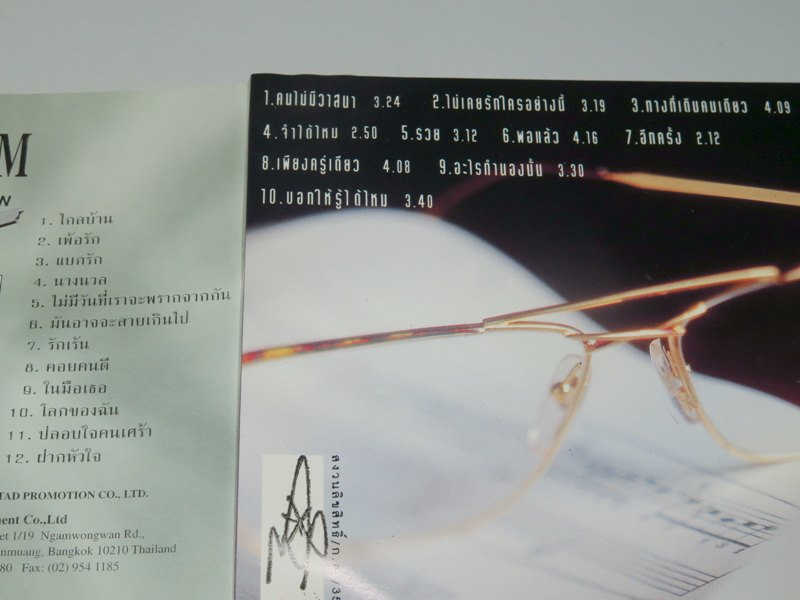 M
N
1. ไกลบ้าน
2. เพ้อรัก
3. แบกรัก
4. นางนวล
5. ไม่มีวันที่เราจะพรากจากกัน
6. มันอาจจะสายเกินไป
7. รักเร้น
8. คอยคนดี
9. ในมือเธอ
10. โลกของฉัน
11. ปลอบใจคนเศร้า
12. ฝากหัวใจ
TAD PROMOTION CO., LTD.
ent Co.,Ltd
et 1/19 Ngamwongwan Rd.,
nmuang, Bangkok 10210 Thailand
80 Fax: (02) 954 1185
1.คนไม่มีวาสนา 3.24 2.ไม่เคยรักใครอย่างนี้ 3.19 3.ทางที่เดินคนเดียว 4.09
4.จำได้ไหม 2.50 5.รวย 3.12 6.พอแล้ว 4.16 7.อีกครั้ง 2.12
8.เพียงครู่เดียว 4.08 9.อะไรทำนองนั้น 3.30
10.บอกให้รู้ได้ไหม 3.40
สงวนลิขสิทธิ์/ก.